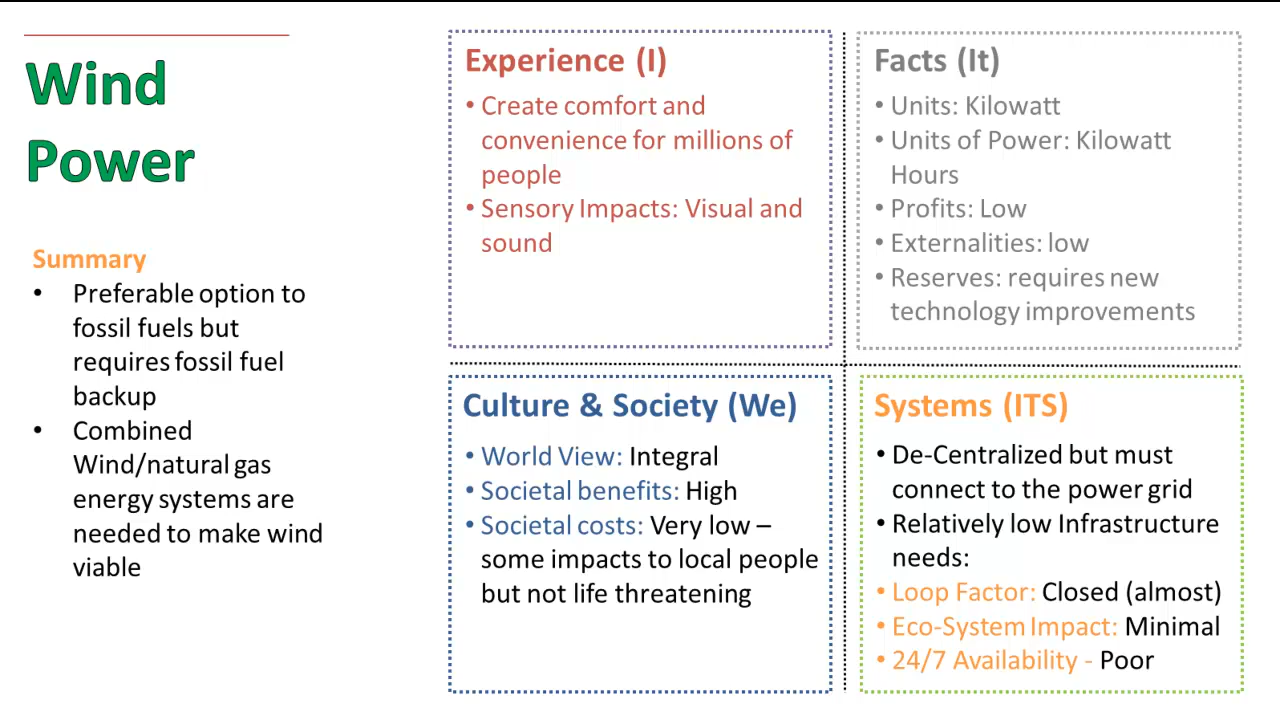 Wind
Power
Summary
• Preferable option to
fossil fuels but
requires fossil fuel
backup
• Combined
Wind/natural gas
energy systems are
needed to make wind
viable
Experience (I)
• Create comfort and
convenience for millions of
people
• Sensory Impacts: Visual and
sound
Facts (It)
• Units: Kilowatt
• Units of Power: Kilowatt
Hours
• Profits: Low
• Externalities: low
• Reserves: requires new
technology improvements
Culture & Society (We)
• World View: Integral
• Societal benefits: High
• Societal costs: Very low –
some impacts to local people
but not life threatening
Systems (ITS)
• De-Centralized but must
connect to the power grid
• Relatively low Infrastructure
needs:
• Loop Factor: Closed (almost)
• Eco-System Impact: Minimal
• 24/7 Availability - Poor